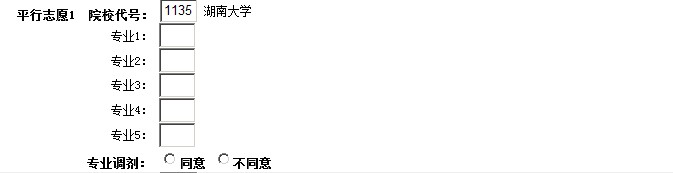 平行志愿1 院校代号： 1135 湖南大学
专业1：
专业2：
专业3：
专业4：
专业5：
专业调剂： 同意 不同意